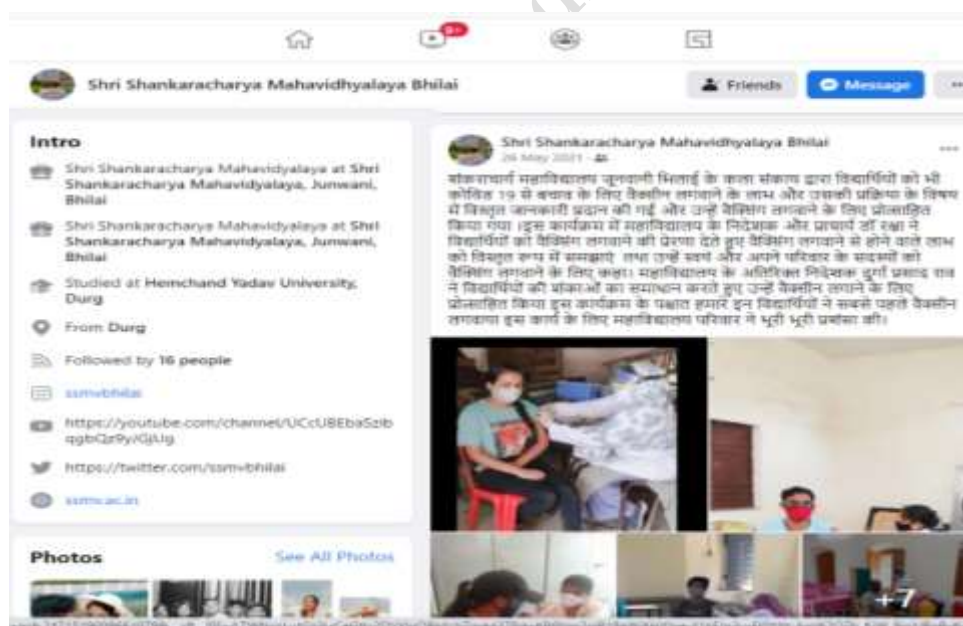 9+
Shri Shankaracharya Mahavidhyalaya Bhilai
Friends
Message
Intro
Shri Shankaracharya Mahavidyalaya at Shri
Shankaracharya Mahavidyalaya, Junwani,
Bhilai
Shri Shankaracharya Mahavidyalaya at Shri
Shankaracharya Mahavidyalaya, Junwani,
Bhilai
Studied at Hemchand Yadav University,
Durg
From Durg
Followed by 16 people
ssmvbhilai
https://youtube.com/channel/
https://twitter.com/ssmvbhilai
ssmv.ac.in
Photos
See All Photos
Shri Shankaracharya Mahavidhyalaya Bhilai
26 May 2021
शंकराचार्य महाविद्यालय जूनवानी भिलाई के कला संकाय द्वारा विद्यार्थियों को भी
कोविड 19 से बचाव के लिए वैक्सीन लगवाने के लाभ और उसकी प्रक्रिया के विषय
में विस्तृत जानकारी प्रदान की गई और उन्हें वैक्सिंग लगवाने के लिए प्रोत्साहित
किया गया ।इस कार्यक्रम में महाविद्यालय के निदेशक और प्राचार्य डॉ रक्षा ने
विद्यार्थियों को वैक्सिंग लगवाने की प्रेरणा देते हुए वैक्सिंग लगवाने से होने वाले लाभ
को विस्तृत रूप में समझाएं तथा उन्हें स्वयं और अपने परिवार के सदस्यों को
वैक्सिंग लगवाने के लिए कहा। महाविद्यालय के अतिरिक्त निदेशक दुर्गा प्रसाद राव
ने विद्यार्थियों की शंकाओं का समाधान करते हुए उन्हें वैक्सीन लगाने के लिए
प्रोत्साहित किया इस कार्यक्रम के पश्चात हमारे इन विद्यार्थियों ने सबसे पहले वैक्सीन
लगवाया इस कार्य के लिए महाविद्यालय परिवार ने भूरी भूरी प्रशंसा की।
+7